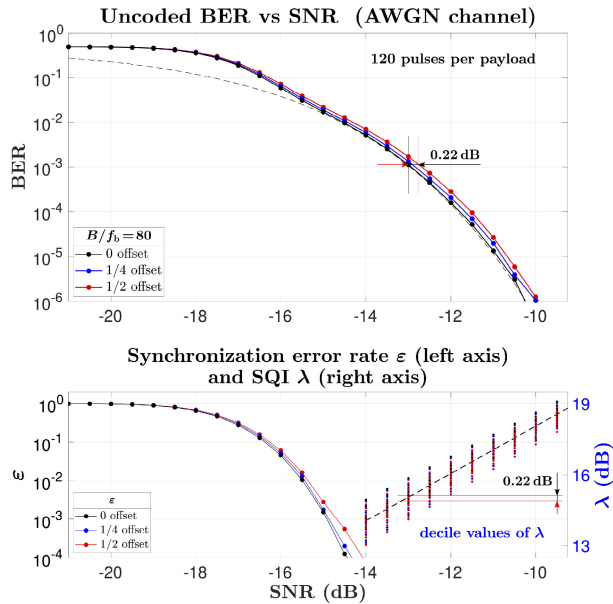 Uncoded BER vs SNR (AWGN channel)
10^0
10^-1
10^-2
10^-3
10^-4
10^-5
10^-6
BER
120 pulses per payload
0.22 dB
B/f_b = 80
0 offset
1/4 offset
1/2 offset
-20 -18 -16 -14 -12 -10
Synchronization error rate ε (left axis)
and SQI λ (right axis)
10^0
10^-1
10^-2
10^-3
10^-4
ε
ε
0 offset
1/4 offset
1/2 offset
0.22 dB
decile values of λ
19
16
13
λ (dB)
-20 -18 -16 -14 -12 -10
SNR (dB)